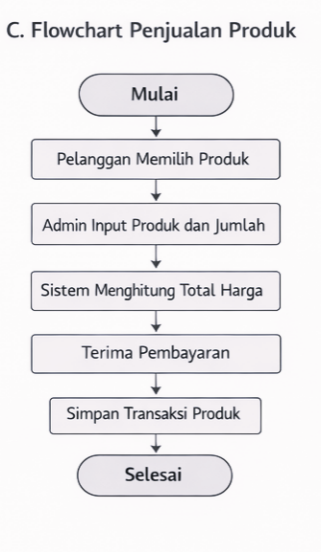 C. Flowchart Penjualan Produk
Mulai
Pelanggan Memilih Produk
Admin Input Produk dan Jumlah
Sistem Menghitung Total Harga
Terima Pembayaran
Simpan Transaksi Produk
Selesai